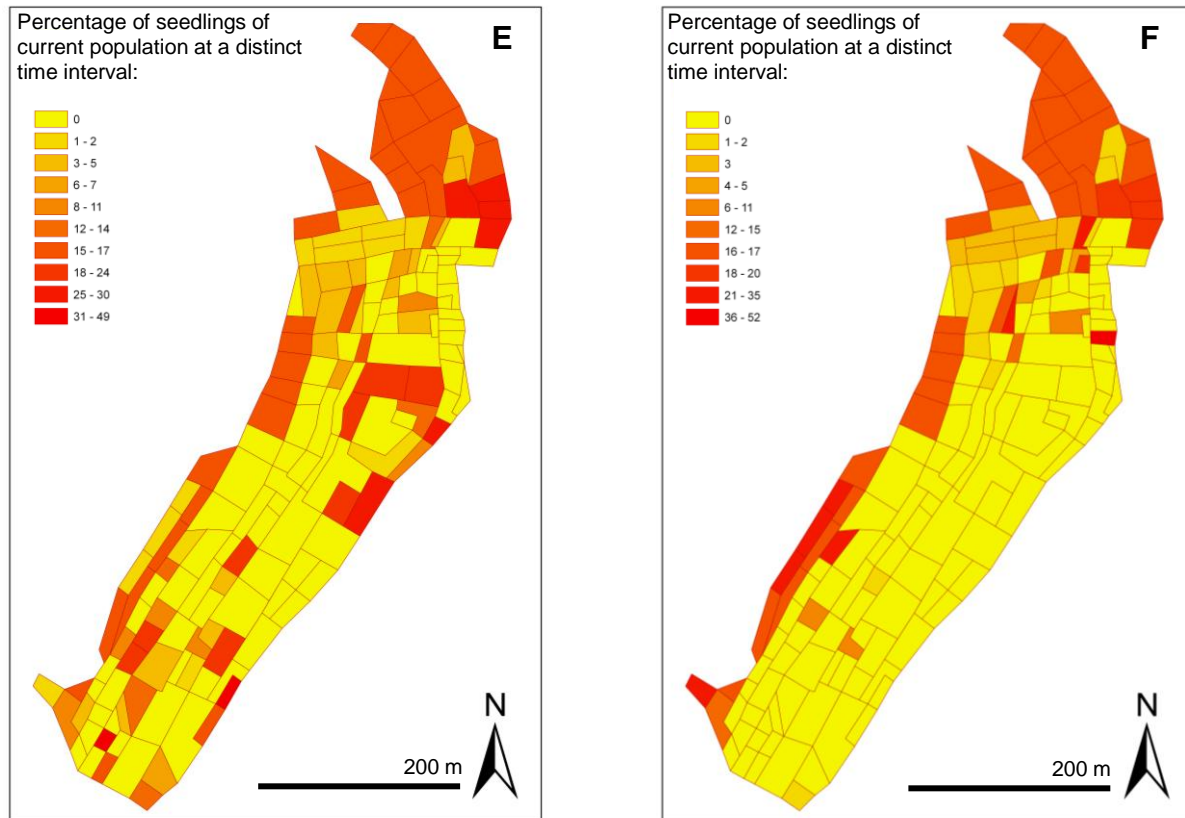 Percentage of seedlings of
current population at a distinct
time interval:
E
0
1 - 2
3 - 5
6 - 7
8 - 11
12 - 14
15 - 17
18 - 24
25 - 30
31 - 49
N
200 m
Percentage of seedlings of
current population at a distinct
time interval:
F
0
1 - 2
3
4 - 5
6 - 11
12 - 15
16 - 17
18 - 20
21 - 35
36 - 52
N
200 m